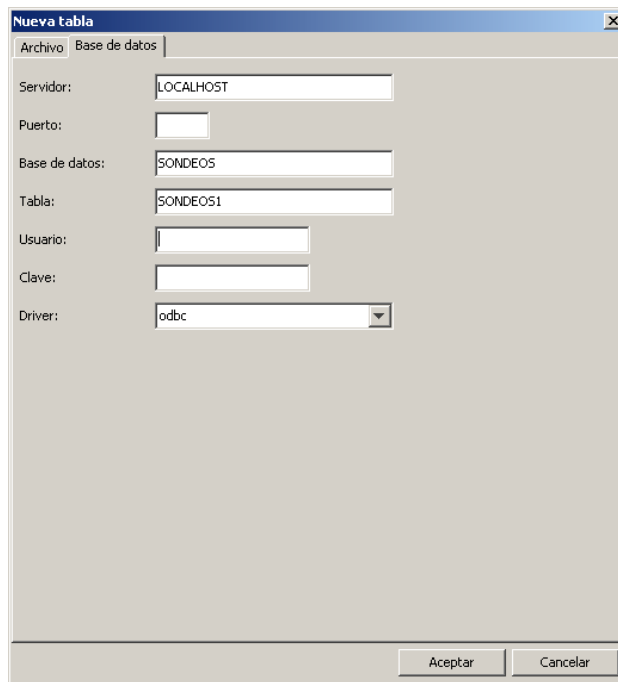 Nueva tabla
Archivo Base de datos
Servidor: LOCALHOST
Puerto:
Base de datos: SONDEOS
Tabla: SONDEOS1
Usuario:
Clave:
Driver: odbc
Aceptar Cancelar